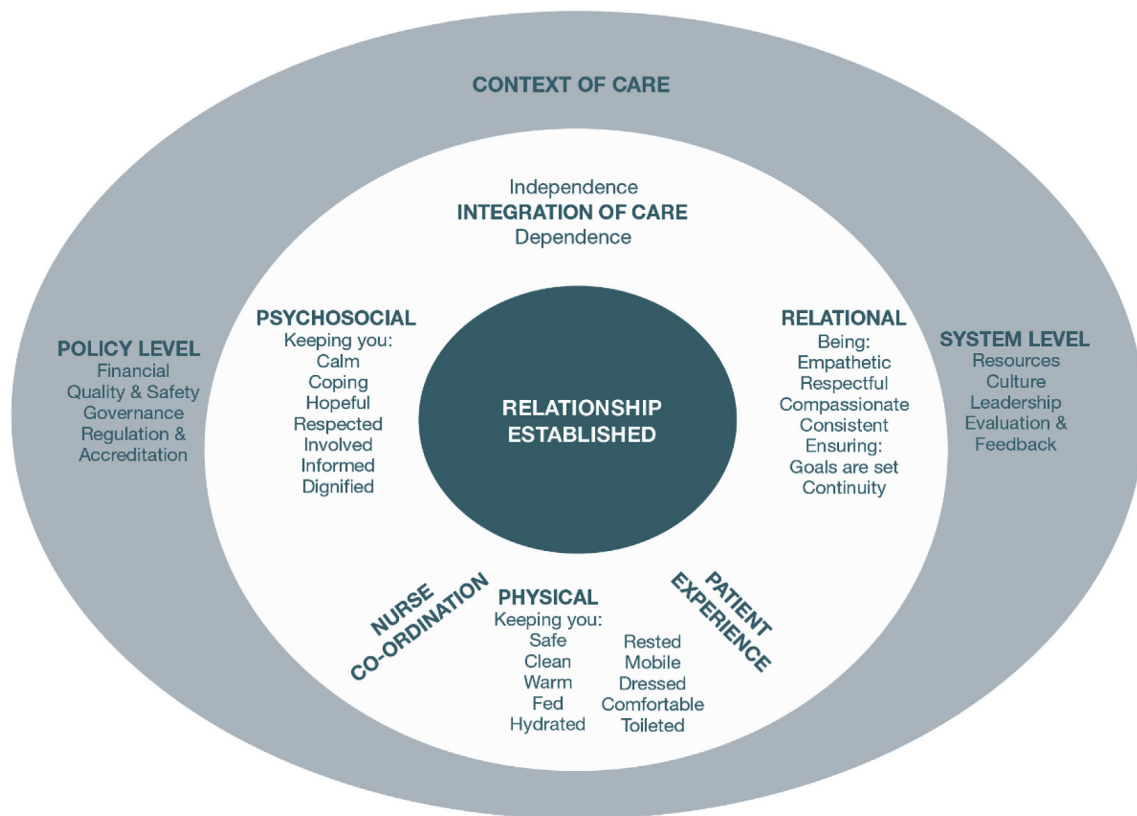 CONTEXT OF CARE
Independence
INTEGRATION OF CARE
Dependence
POLICY LEVEL
Financial
Quality & Safety
Governance
Regulation &
Accreditation
PSYCHOSOCIAL
Keeping you:
Calm
Coping
Hopeful
Respected
Involved
Informed
Dignified
RELATIONSHIP
ESTABLISHED
RELATIONAL
Being:
Empathetic
Respectful
Compassionate
Consistent
Ensuring:
Goals are set
Continuity
SYSTEM LEVEL
Resources
Culture
Leadership
Evaluation &
Feedback
NURSE
CO-ORDINATION
PHYSICAL
Keeping you:
Safe
Clean
Warm
Fed
Hydrated
Rested
Mobile
Dressed
Comfortable
Toileted
PATIENT
EXPERIENCE